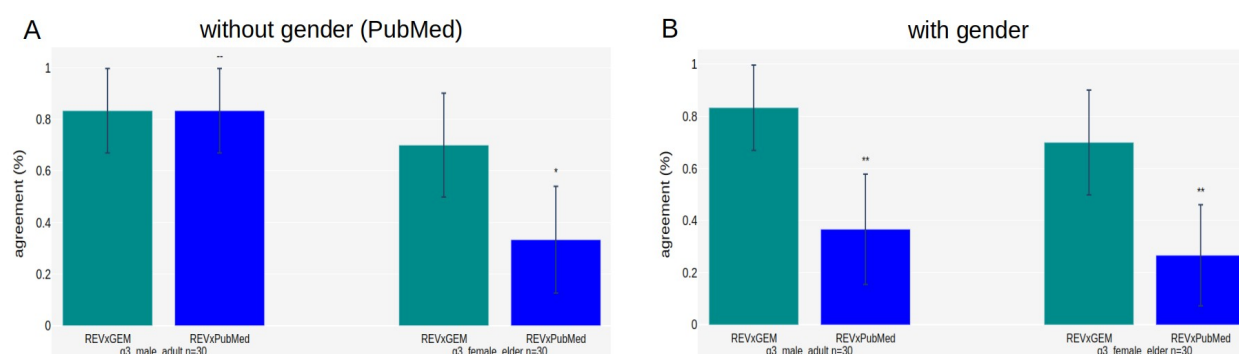 A
without gender (PubMed)
agreement (%)
1
0.8
0.6
0.4
0.2
0
--
*
REVxGEM
REVxPubMed
REVxGEM
REVxPubMed
g3_male_adult n=30
g3_female_elder n=30
B
with gender
agreement (%)
1
0.8
0.6
0.4
0.2
0
**
**
REVxGEM
REVxPubMed
REVxGEM
REVxPubMed
g3_male_adult n=30
g3_female_elder n=30